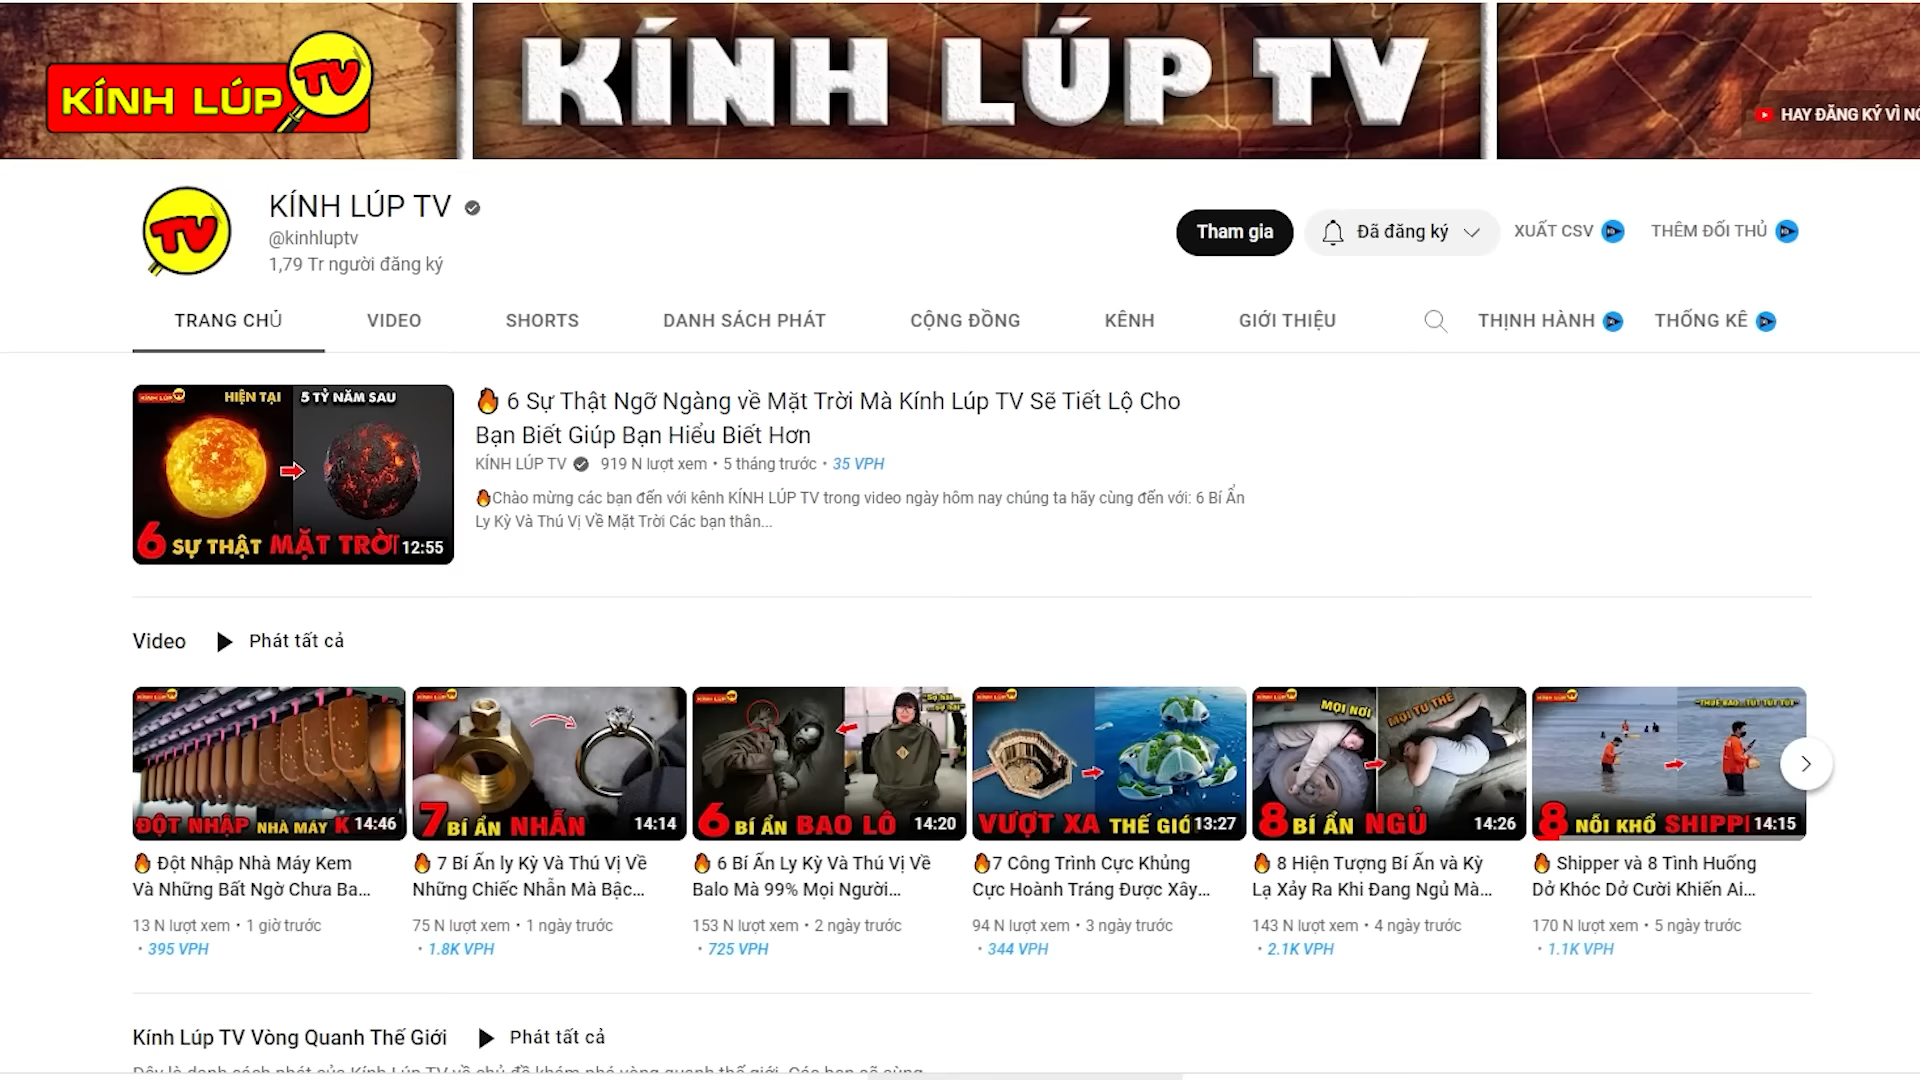 KÍNH LÚP TV
KÍNH LÚP TV
HAY ĐĂNG KÝ VÌ
TV
KÍNH LÚP TV
@kinhluptv
1,79 Tr người đăng ký
Tham gia
Đã đăng ký
XUẤT CSV
THÊM ĐỐI THỦ
TRANG CHỦ
VIDEO
SHORTS
DANH SÁCH PHÁT
CỘNG ĐỒNG
KÊNH
GIỚI THIỆU
THỊNH HÀNH
THỐNG KÊ
KÍNH LÚP TV
HIỆN TẠI
5 TỶ NĂM SAU
6 SỰ THẬT MẶT TRỜI
12:55
🔥 6 Sự Thật Ngỡ Ngàng về Mặt Trời Mà Kính Lúp TV Sẽ Tiết Lộ Cho
Bạn Biết Giúp Bạn Hiểu Biết Hơn
KÍNH LÚP TV 919 N lượt xem • 5 tháng trước • 35 VPH
🔥Chào mừng các bạn đến với kênh KÍNH LÚP TV trong video ngày hôm nay chúng ta hãy cùng đến với: 6 Bí Ẩn
Ly Kỳ Và Thú Vị Về Mặt Trời Các bạn thân...
Video
Phát tất cả
ĐỘT NHẬP NHÀ MÁY K
14:46
7 BÍ ẨN NHẪN
14:14
6 BÍ ẨN BAO LÔ
14:20
VƯỢT XA THẾ GIỚ
13:27
MỌI NƠI
MỌI TƯ THẾ
8 BÍ ẨN NGỦ
14:26
8 NỖI KHỔ SHIPP
14:15
🔥 Đột Nhập Nhà Máy Kem
Và Những Bất Ngờ Chưa Ba...
13 N lượt xem • 1 giờ trước
• 395 VPH
🔥 7 Bí Ẩn ly Kỳ Và Thú Vị Về
Những Chiếc Nhẫn Mà Bậc...
75 N lượt xem • 1 ngày trước
• 1.8K VPH
🔥 6 Bí Ẩn Ly Kỳ Và Thú Vị Về
Balo Mà 99% Mọi Người...
153 N lượt xem • 2 ngày trước
• 725 VPH
🔥7 Công Trình Cực Khủng
Cực Hoành Tráng Được Xây...
94 N lượt xem • 3 ngày trước
• 344 VPH
🔥 8 Hiện Tượng Bí Ẩn và Kỳ
Lạ Xảy Ra Khi Đang Ngủ Mà...
143 N lượt xem • 4 ngày trước
• 2.1K VPH
🔥 Shipper và 8 Tình Huống
Dở Khóc Dở Cười Khiến Ai...
170 N lượt xem • 5 ngày trước
• 1.1K VPH
Kính Lúp TV Vòng Quanh Thế Giới
Phát tất cả